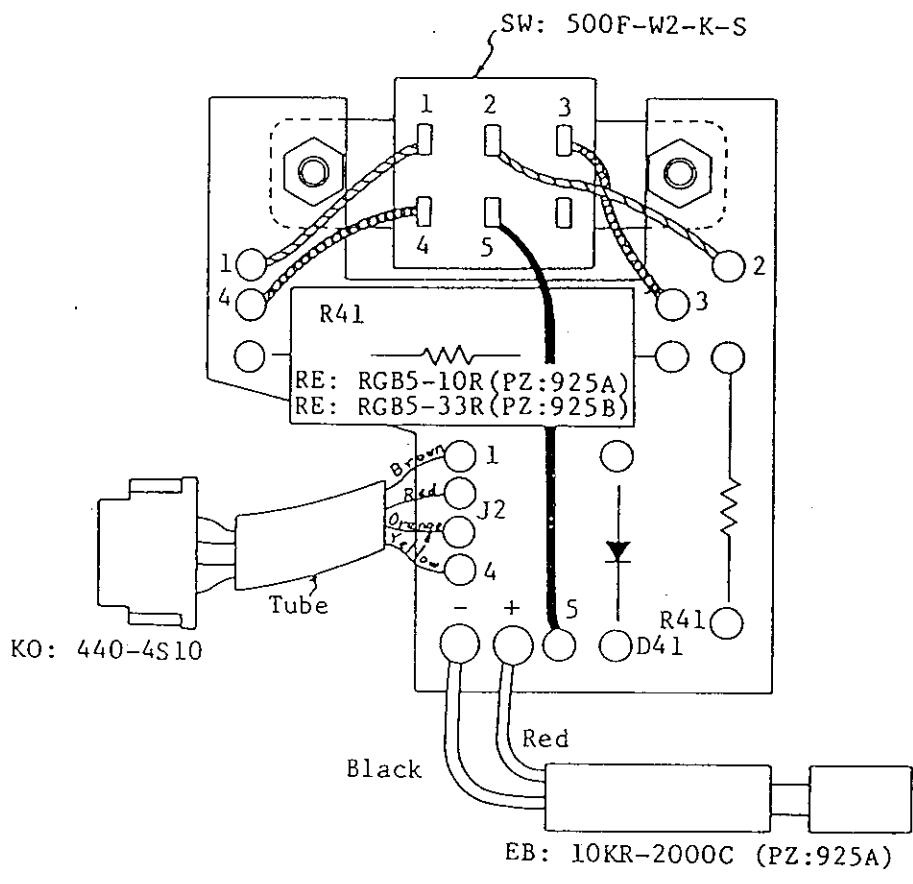 SW: 500F-W2-K-S
1 2 3
4 5
1 2
4 3
R41
RE: RGB5-10R(PZ:925A)
RE: RGB5-33R(PZ:925B)
Brown 1
Red
J2
Orange
Yellow
4
Tube
- + 5
R41
D41
KO: 440-4S10
Red
Black
EB: 10KR-2000C (PZ:925A)